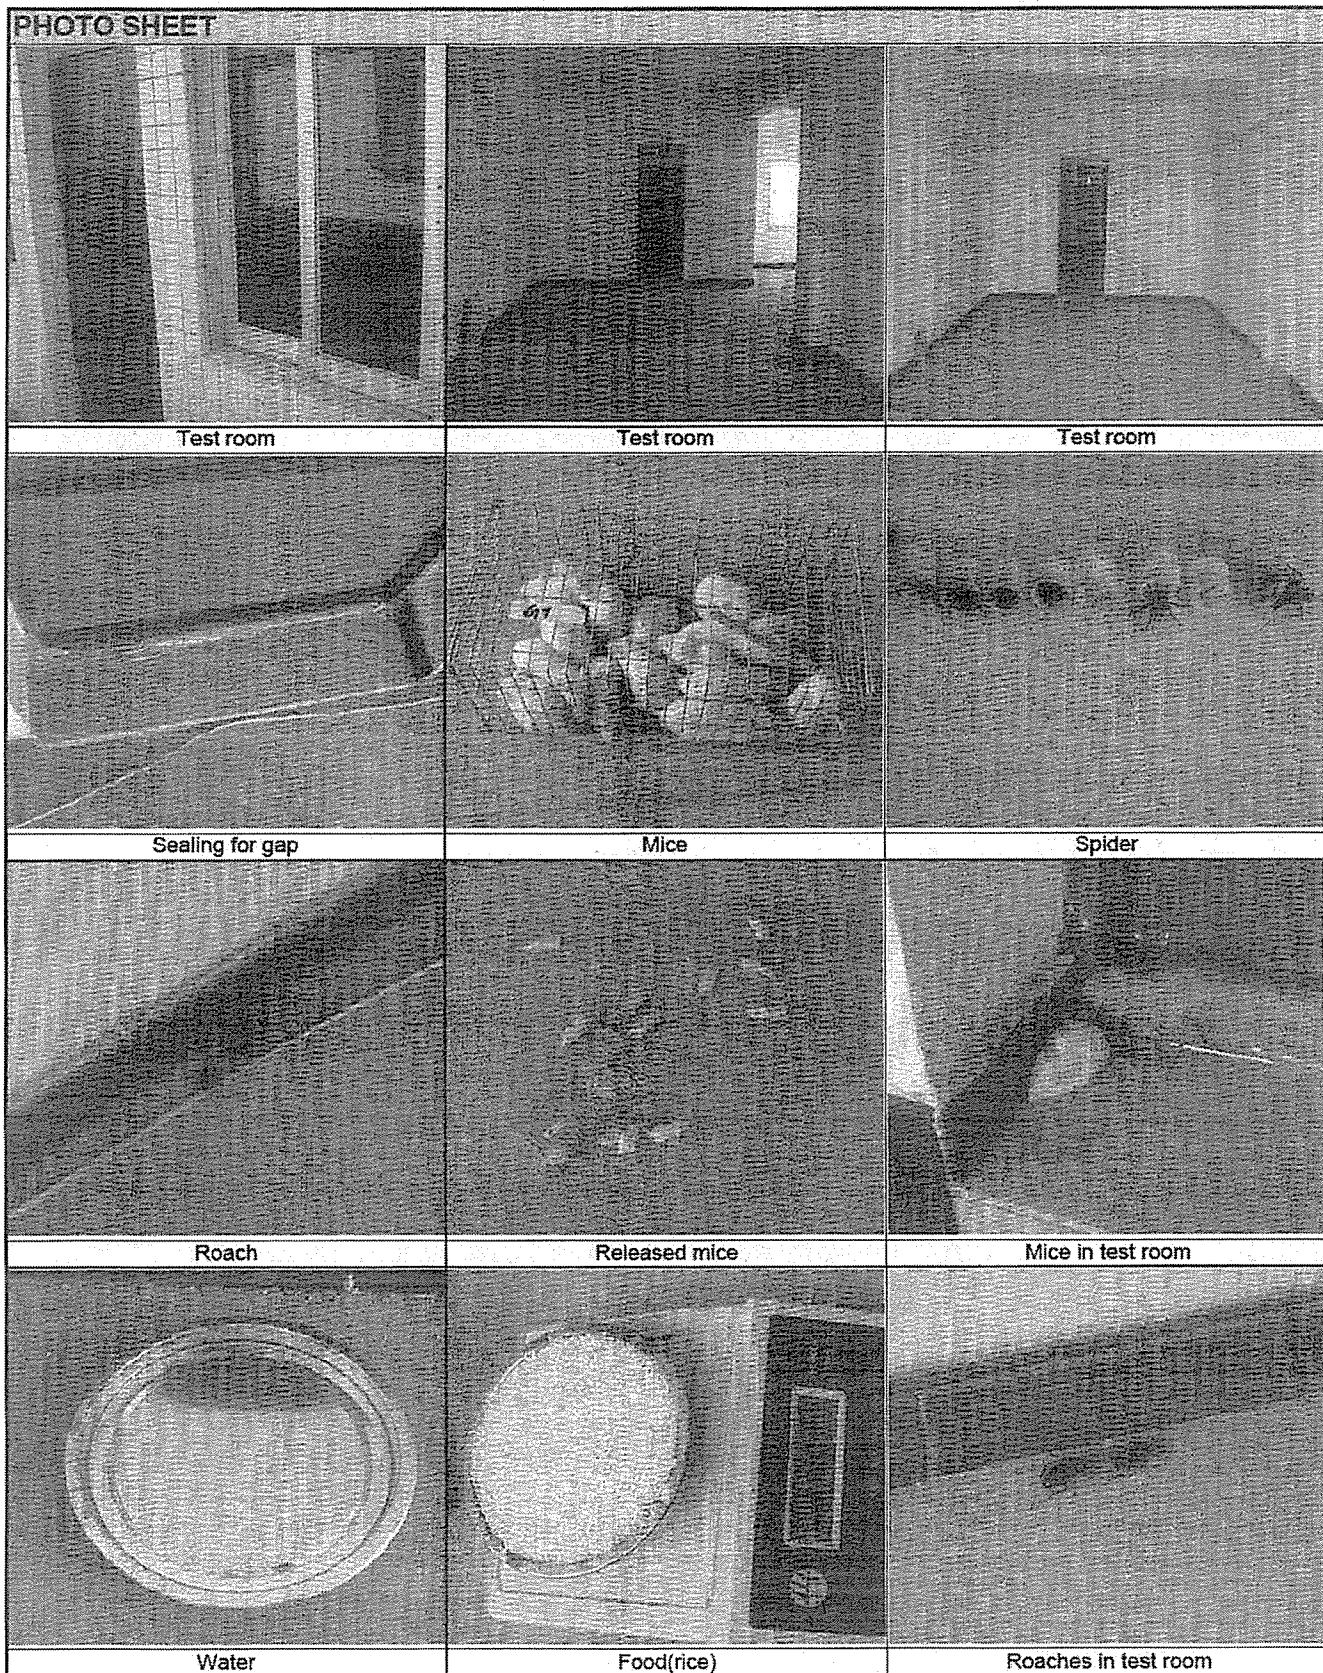 PHOTO SHEET
Test room
Test room
Test room
Sealing for gap
Mice
Spider
Roach
Released mice
Mice in test room
Water
Food(rice)
Roaches in test room